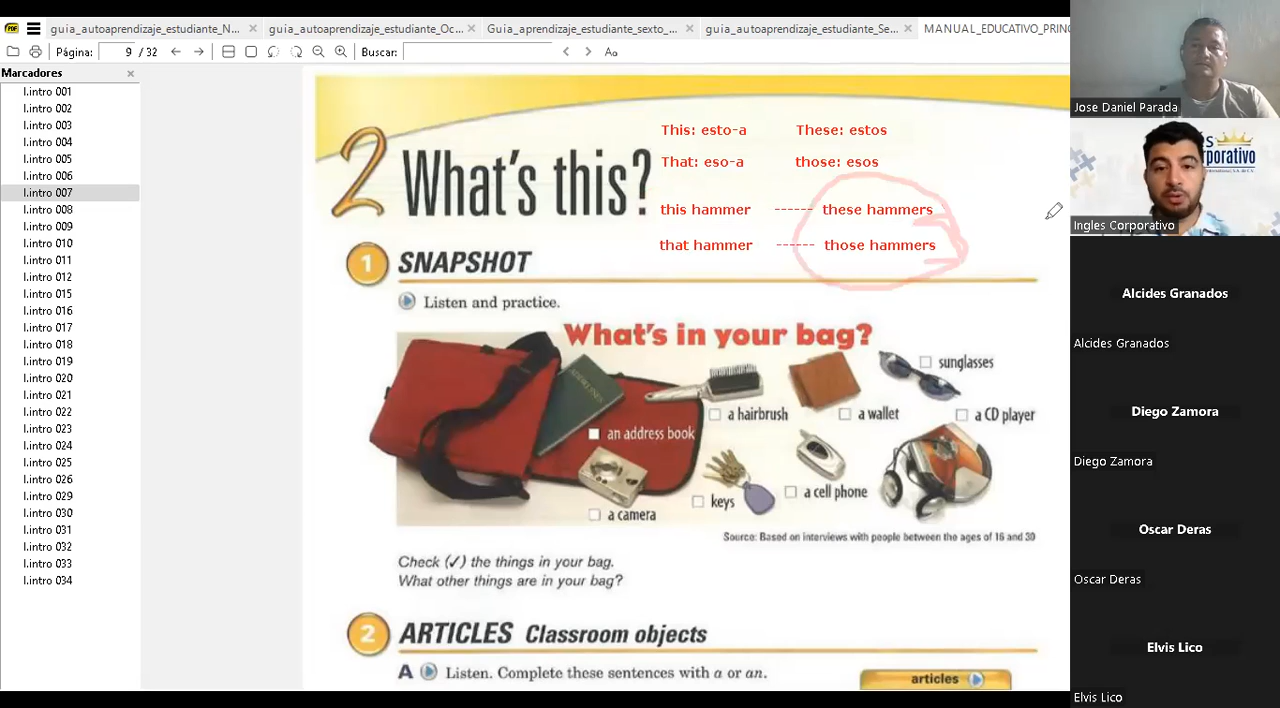 guia_autoaprendizaje_estudiante_N... × guia_autoaprendizaje_estudiante_Oc... × Guia_aprendizaje_estudiante_sexto_... × guia_autoaprendizaje_estudiante_Se... × MANUAL_EDUCATIVO_PRINC
Página: 9 / 32 Buscar: Aa
Marcadores ×
I.intro 001
I.intro 002
I.intro 003
I.intro 004
I.intro 005
I.intro 006
I.intro 007
I.intro 008
I.intro 009
I.intro 010
I.intro 011
I.intro 012
I.intro 015
I.intro 016
I.intro 017
I.intro 018
I.intro 019
I.intro 020
I.intro 021
I.intro 022
I.intro 023
I.intro 024
I.intro 025
I.intro 026
I.intro 029
I.intro 030
I.intro 031
I.intro 032
I.intro 033
I.intro 034
This: esto-a These: estos
That: eso-a those: esos
2 What's this?
this hammer ------ these hammers
that hammer ------ those hammers
1 SNAPSHOT
Listen and practice.
What's in your bag?
sunglasses
a hairbrush
a wallet
a CD player
an address book
a cell phone
keys
a camera
Source: Based on interviews with people between the ages of 16 and 30
Check (✓) the things in your bag.
What other things are in your bag?
2 ARTICLES Classroom objects
A Listen. Complete these sentences with a or an.
articles
Jose Daniel Parada
Corporativo
Ingles Corporativo
Alcides Granados
Alcides Granados
Diego Zamora
Diego Zamora
Oscar Deras
Oscar Deras
Elvis Lico
Elvis Lico